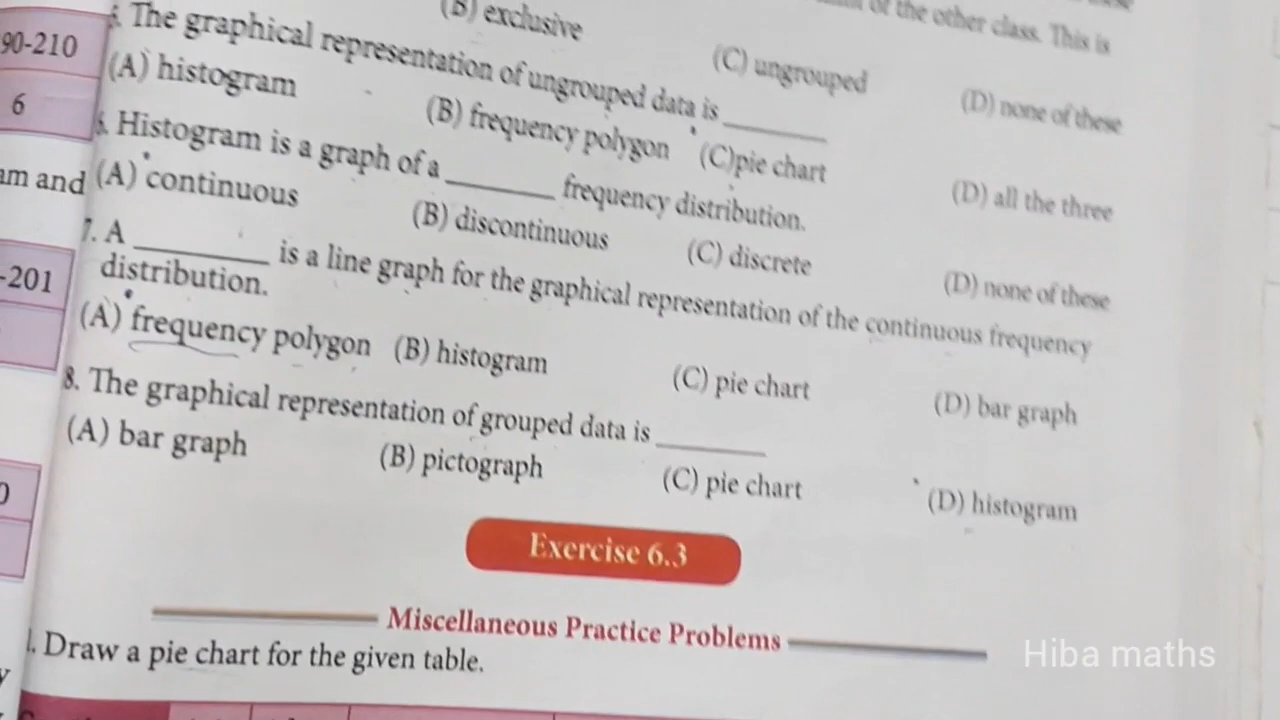 of the other class. This is
(B) exclusive (C) ungrouped (D) none of these
The graphical representation of ungrouped data is ________
(A) histogram (B) frequency polygon (C)pie chart (D) all the three
6. Histogram is a graph of a ________ frequency distribution.
(A) continuous (B) discontinuous (C) discrete (D) none of these
7. A ________ is a line graph for the graphical representation of the continuous frequency
distribution.
(A) frequency polygon (B) histogram (C) pie chart (D) bar graph
8. The graphical representation of grouped data is ________
(A) bar graph (B) pictograph (C) pie chart (D) histogram
Exercise 6.3
Miscellaneous Practice Problems
1. Draw a pie chart for the given table.
90-210
6
am and
-201
Hiba maths